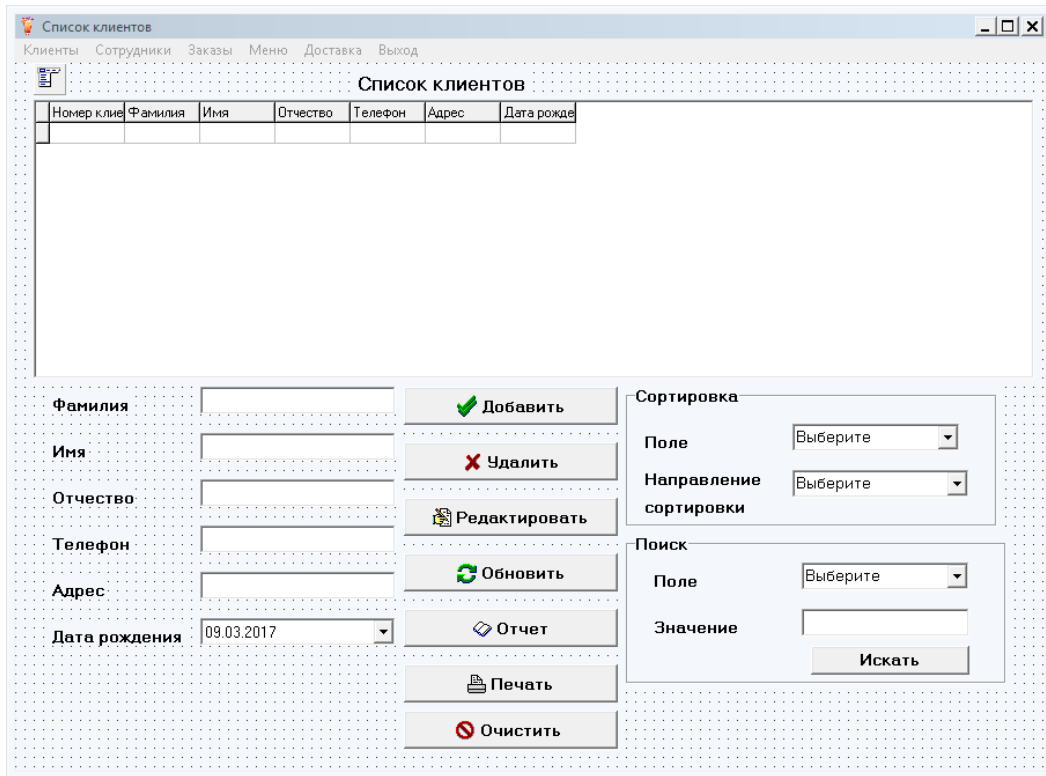 Список клиентов
Клиенты Сотрудники Заказы Меню Доставка Выход
Список клиентов
Номер клие Фамилия Имя Отчество Телефон Адрес Дата рожде
Фамилия
Имя
Отчество
Телефон
Адрес
Дата рождения 09.03.2017
Добавить
Удалить
Редактировать
Обновить
Отчет
Печать
Очистить
Сортировка
Поле Выберите
Направление Выберите
сортировки
Поиск
Поле Выберите
Значение
Искать